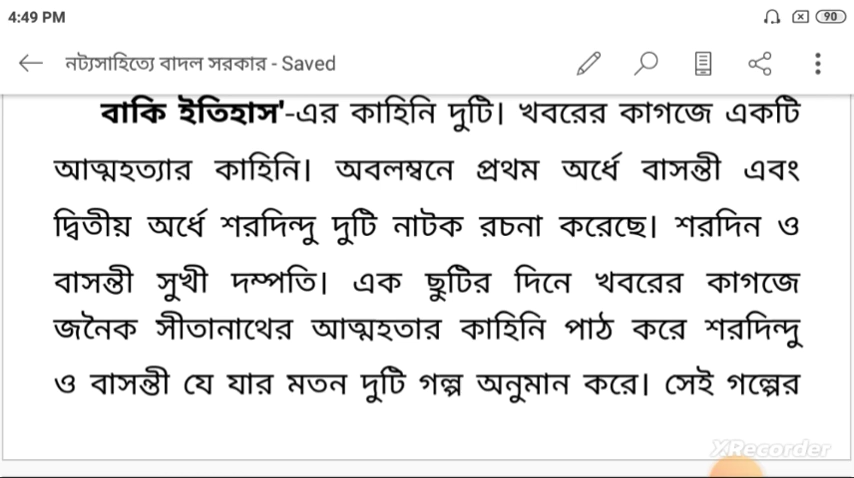 4:49 PM
90
নট্যসাহিত্যে বাদল সরকার - Saved
বাকি ইতিহাস'-এর কাহিনি দুটি। খবরের কাগজে একটি
আত্মহত্যার কাহিনি। অবলম্বনে প্রথম অর্ধে বাসন্তী এবং
দ্বিতীয় অর্ধে শরদিন্দু দুটি নাটক রচনা করেছে। শরদিন ও
বাসন্তী সুখী দম্পতি। এক ছুটির দিনে খবরের কাগজে
জনৈক সীতানাথের আত্মহতার কাহিনি পাঠ করে শরদিন্দু
ও বাসন্তী যে যার মতন দুটি গল্প অনুমান করে। সেই গল্পের
XRecorder